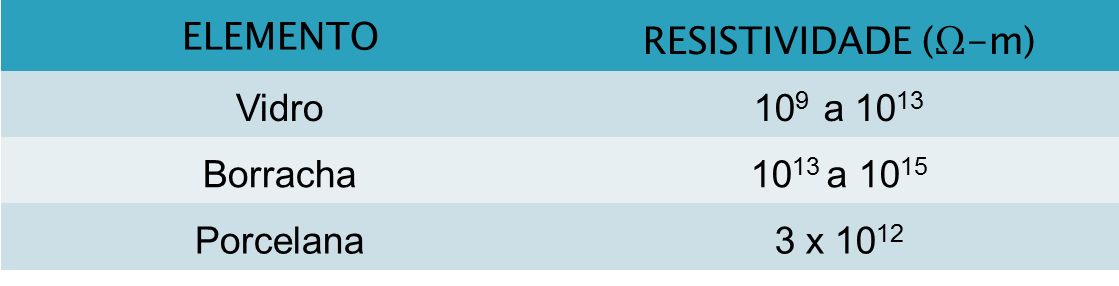 ELEMENTO RESISTIVIDADE (Ω-m)
Vidro 10⁹ a 10¹³
Borracha 10¹³ a 10¹⁵
Porcelana 3 x 10¹²